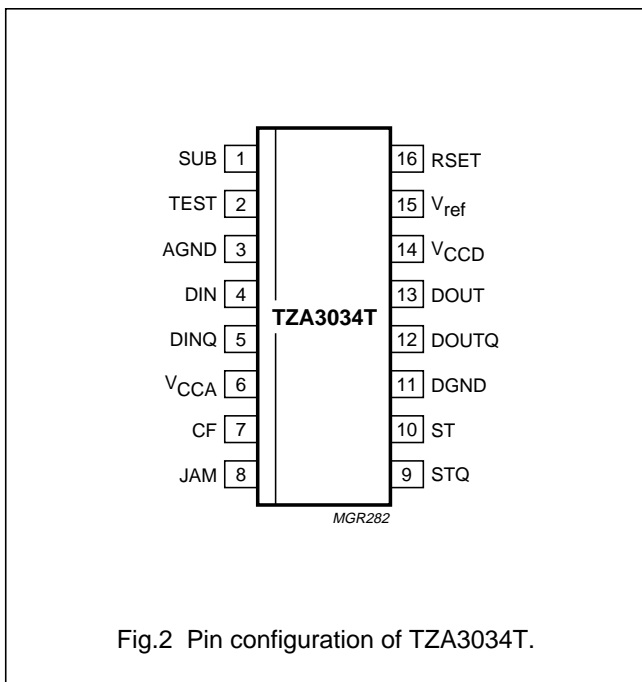 SUB 1 16 RSET
TEST 2 15 Vref
AGND 3 14 VCCD
DIN 4 13 DOUT
TZA3034T
DINQ 5 12 DOUTQ
VCCA 6 11 DGND
CF 7 10 ST
JAM 8 9 STQ
MGR282
Fig.2 Pin configuration of TZA3034T.